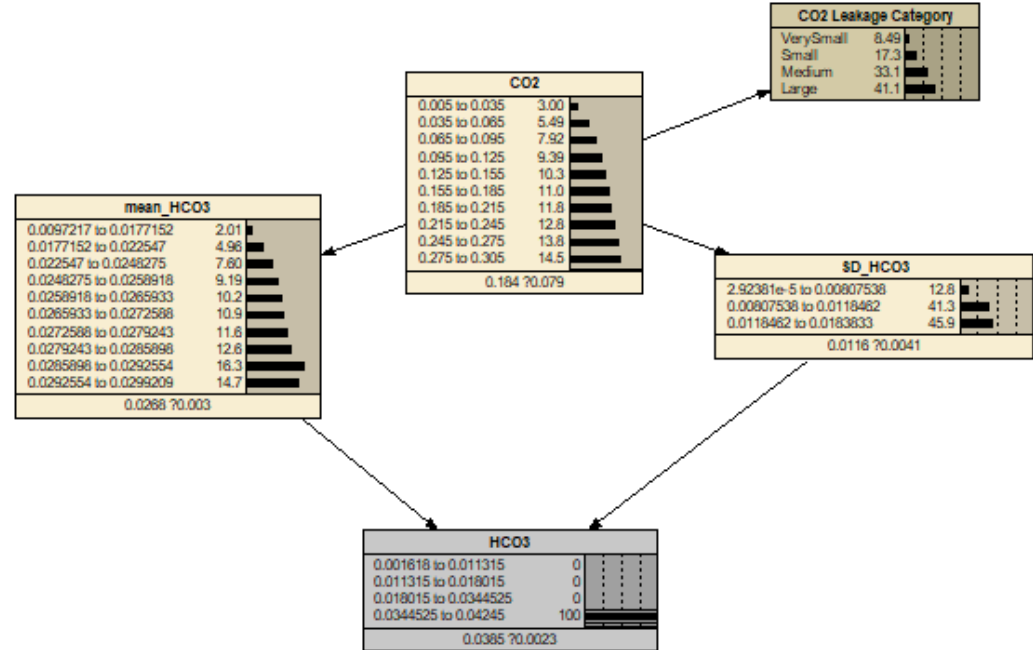 CO2 Leakage Category
VerySmall 8.49
Small 17.3
Medium 33.1
Large 41.1
CO2
0.005 to 0.035 3.00
0.035 to 0.065 5.49
0.065 to 0.095 7.92
0.095 to 0.125 9.39
0.125 to 0.155 10.3
0.155 to 0.185 11.0
0.185 to 0.215 11.8
0.215 to 0.245 12.8
0.245 to 0.275 13.8
0.275 to 0.305 14.5
0.184 ?0.079
mean_HCO3
0.0097217 to 0.0177152 2.01
0.0177152 to 0.022547 4.96
0.022547 to 0.0248275 7.60
0.0248275 to 0.0258918 9.19
0.0258918 to 0.0265933 10.2
0.0265933 to 0.0272588 10.9
0.0272588 to 0.0279243 11.6
0.0279243 to 0.0285898 12.6
0.0285898 to 0.0292554 16.3
0.0292554 to 0.0299209 14.7
0.0268 ?0.003
SD_HCO3
2.92381e-5 to 0.00807538 12.8
0.00807538 to 0.0118462 41.3
0.0118462 to 0.0183833 45.9
0.0116 ?0.0041
HCO3
0.001618 to 0.011315 0
0.011315 to 0.018015 0
0.018015 to 0.0344525 0
0.0344525 to 0.04245 100
0.0385 ?0.0023